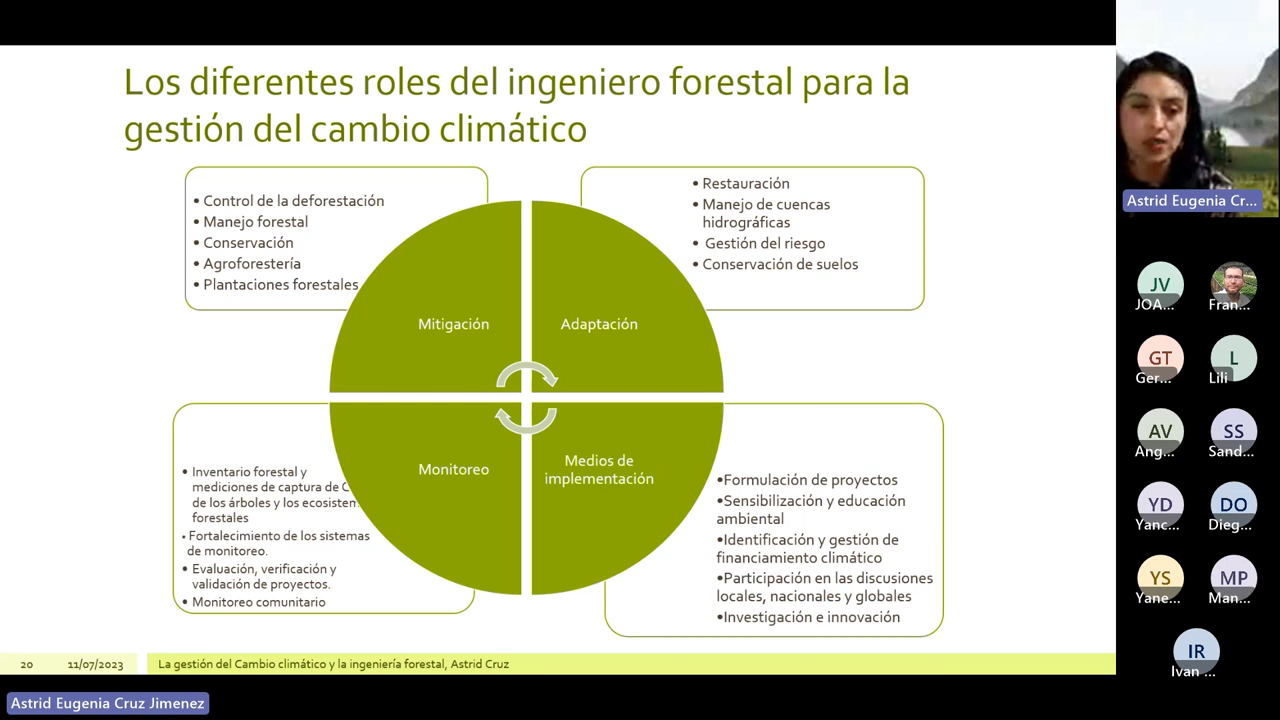 Los diferentes roles del ingeniero forestal para la
gestión del cambio climático
• Control de la deforestación
• Manejo forestal
• Conservación
• Agroforestería
• Plantaciones forestales
• Restauración
• Manejo de cuencas
hidrográficas
• Gestión del riesgo
• Conservación de suelos
Mitigación
Adaptación
Monitoreo
Medios de
implementación
• Inventario forestal y
mediciones de captura de C
de los árboles y los ecosistem
forestales
• Fortalecimiento de los sistemas
de monitoreo.
• Evaluación, verificación y
validación de proyectos.
• Monitoreo comunitario
•Formulación de proyectos
•Sensibilización y educación
ambiental
•Identificación y gestión de
financiamiento climático
•Participación en las discusiones
locales, nacionales y globales
•Investigación e innovación
20 11/07/2023 La gestión del Cambio climático y la ingeniería forestal, Astrid Cruz
Astrid Eugenia Cruz Jimenez
Astrid Eugenia Cr...
JV
JOA...
Fran...
GT
Ger...
L
Lili
AV
Ang...
SS
Sand...
YD
Yanc...
DO
Dieg...
YS
Yane...
MP
Man...
IR
Ivan ...